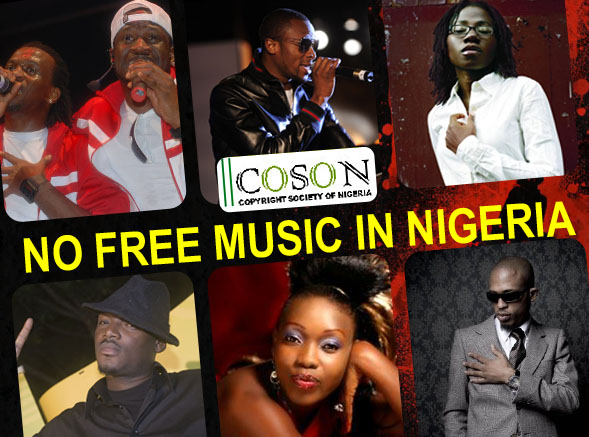 COSON
COPYRIGHT SOCIETY OF NIGERIA
NO FREE MUSIC IN NIGERIA